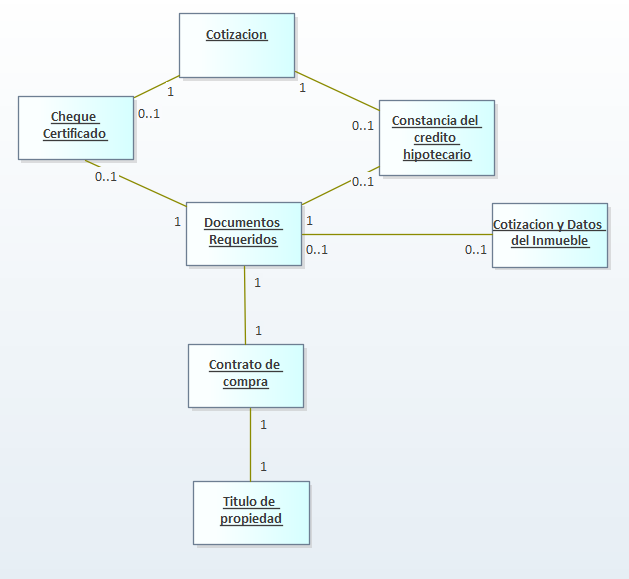 Cotizacion
1
1
0..1
0..1
Cheque
Certificado
Constancia del
credito
hipotecario
0..1
0..1
1
1
Documentos
Requeridos
0..1
0..1
Cotizacion y Datos
del Inmueble
1
1
Contrato de
compra
1
1
Titulo de
propiedad